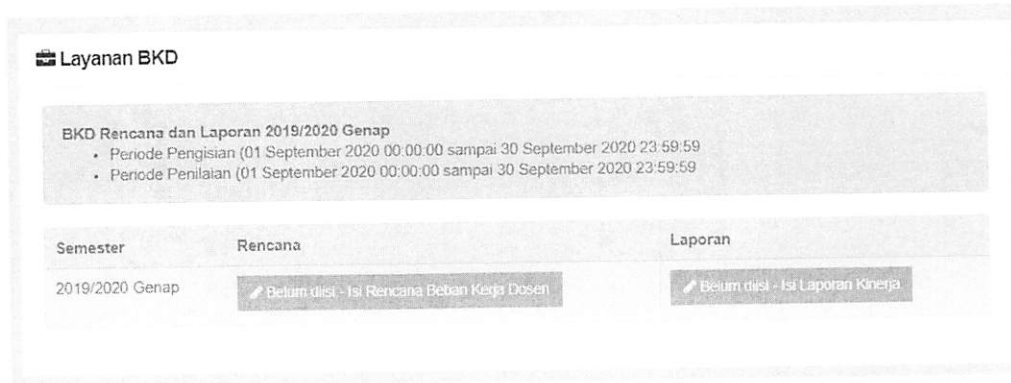 Layanan BKD
BKD Rencana dan Laporan 2019/2020 Genap
• Periode Pengisian (01 September 2020 00:00:00 sampai 30 September 2020 23:59:59
• Periode Penilaian (01 September 2020 00:00:00 sampai 30 September 2020 23:59:59
Semester Rencana Laporan
2019/2020 Genap Belum diisi - Isi Rencana Beban Kerja Dosen Belum diisi - Isi Laporan Kinerja